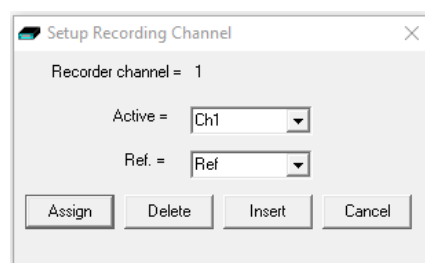 Setup Recording Channel
Recorder channel = 1
Active = Ch1
Ref. = Ref
Assign Delete Insert Cancel